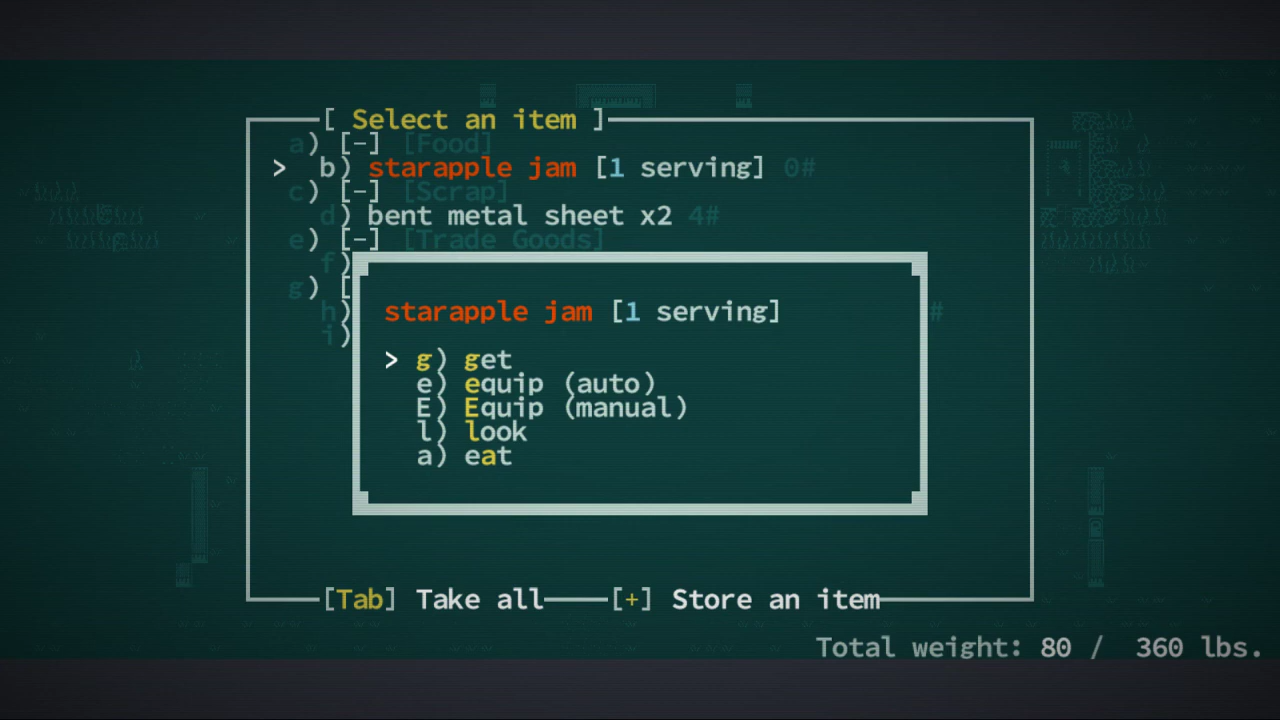 [ Select an item ]
a) [-] [Food]
> b) starapple jam [1 serving] 0#
c) [-] [Scrap]
d) bent metal sheet x2 4#
e) [-] [Trade Goods]
f)
g) [
h) #
i)
starapple jam [1 serving]
> g) get
e) equip (auto)
E) Equip (manual)
l) look
a) eat
[Tab] Take all [+] Store an item
Total weight: 80 / 360 lbs.